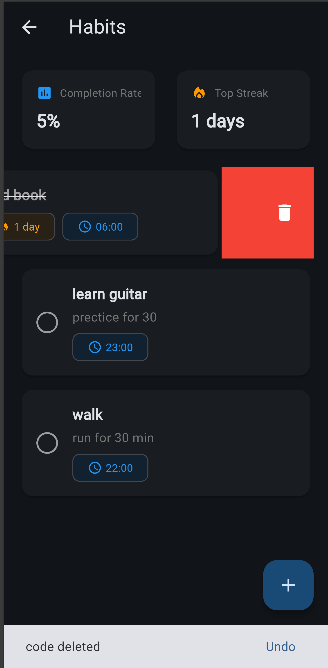 Habits
Completion Rate
5%
Top Streak
1 days
d book
1 day
06:00
learn guitar
prectice for 30
23:00
walk
run for 30 min
22:00
code deleted
Undo